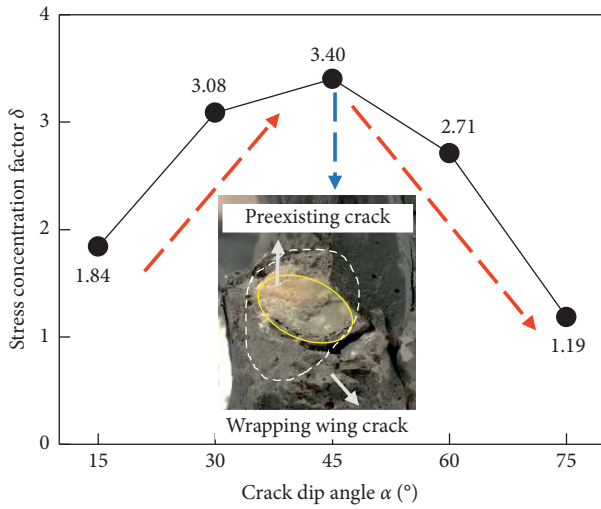 Stress concentration factor δ
4
3
2
1
0
1.84
3.08
3.40
2.71
1.19
Preexisting crack
Wrapping wing crack
15 30 45 60 75
Crack dip angle α (°)